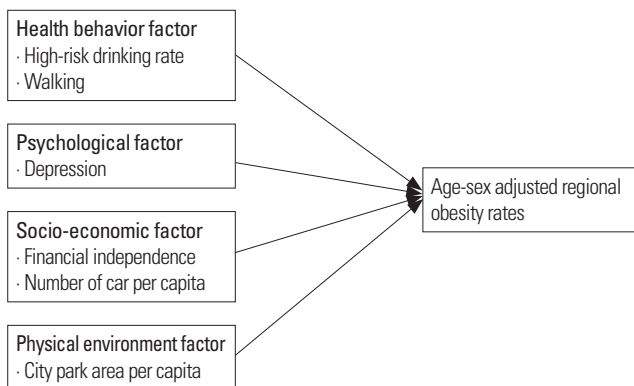 Health behavior factor
· High-risk drinking rate
· Walking
Psychological factor
· Depression
Age-sex adjusted regional
obesity rates
Socio-economic factor
· Financial independence
· Number of car per capita
Physical environment factor
· City park area per capita